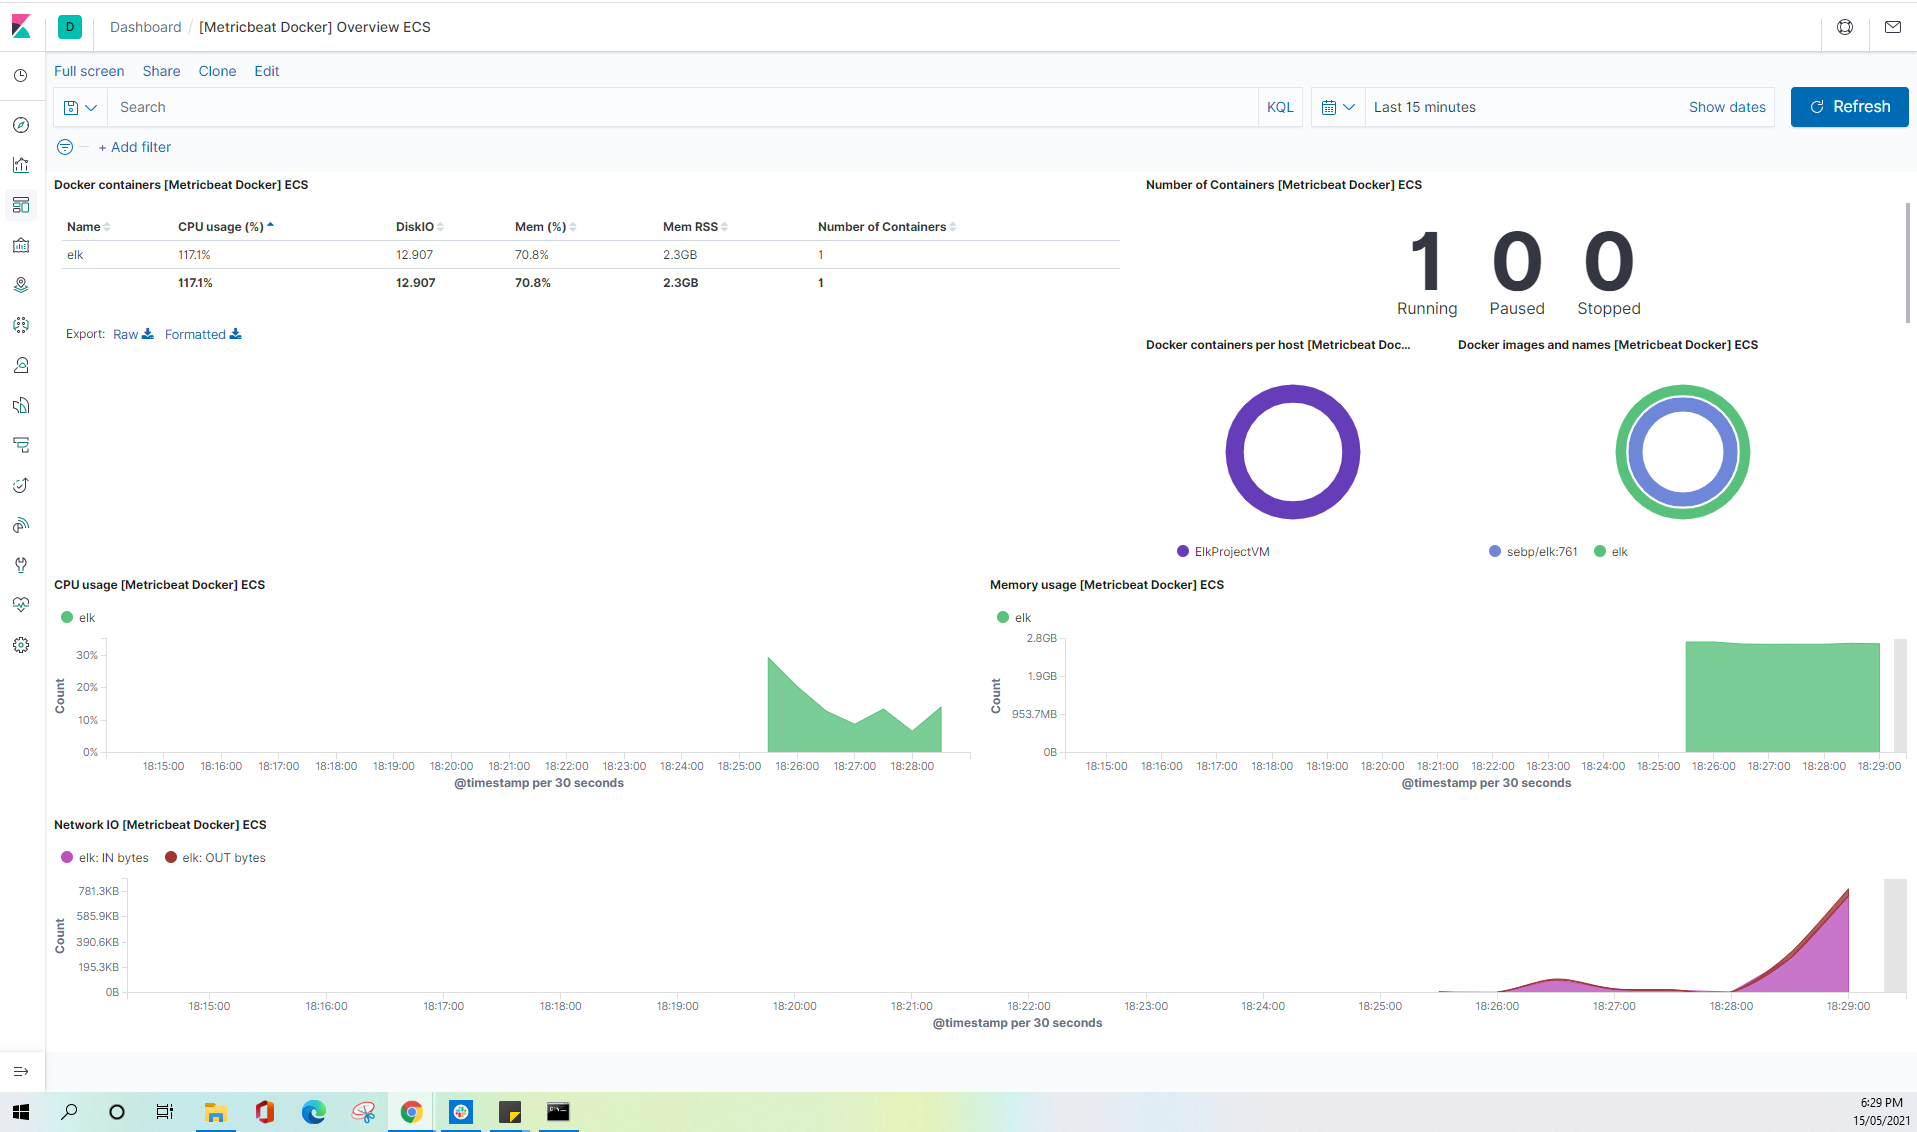 D Dashboard / [Metricbeat Docker] Overview ECS
Full screen Share Clone Edit
Search KQL Last 15 minutes Show dates Refresh
+ Add filter
Docker containers [Metricbeat Docker] ECS
Name CPU usage (%) DiskIO Mem (%) Mem RSS Number of Containers
elk 117.1% 12.907 70.8% 2.3GB 1
117.1% 12.907 70.8% 2.3GB 1
Export: Raw Formatted
Number of Containers [Metricbeat Docker] ECS
1 0 0
Running Paused Stopped
Docker containers per host [Metricbeat Doc...
ElkProjectVM
Docker images and names [Metricbeat Docker] ECS
sebp/elk:761 elk
CPU usage [Metricbeat Docker] ECS
elk
30%
20%
10%
0%
Count
18:15:00 18:16:00 18:17:00 18:18:00 18:19:00 18:20:00 18:21:00 18:22:00 18:23:00 18:24:00 18:25:00 18:26:00 18:27:00 18:28:00
@timestamp per 30 seconds
Memory usage [Metricbeat Docker] ECS
elk
2.8GB
1.9GB
953.7MB
0B
Count
18:15:00 18:16:00 18:17:00 18:18:00 18:19:00 18:20:00 18:21:00 18:22:00 18:23:00 18:24:00 18:25:00 18:26:00 18:27:00 18:28:00 18:29:00
@timestamp per 30 seconds
Network IO [Metricbeat Docker] ECS
elk: IN bytes elk: OUT bytes
781.3KB
585.9KB
390.6KB
195.3KB
0B
Count
18:15:00 18:16:00 18:17:00 18:18:00 18:19:00 18:20:00 18:21:00 18:22:00 18:23:00 18:24:00 18:25:00 18:26:00 18:27:00 18:28:00 18:29:00
@timestamp per 30 seconds
6:29 PM
15/05/2021